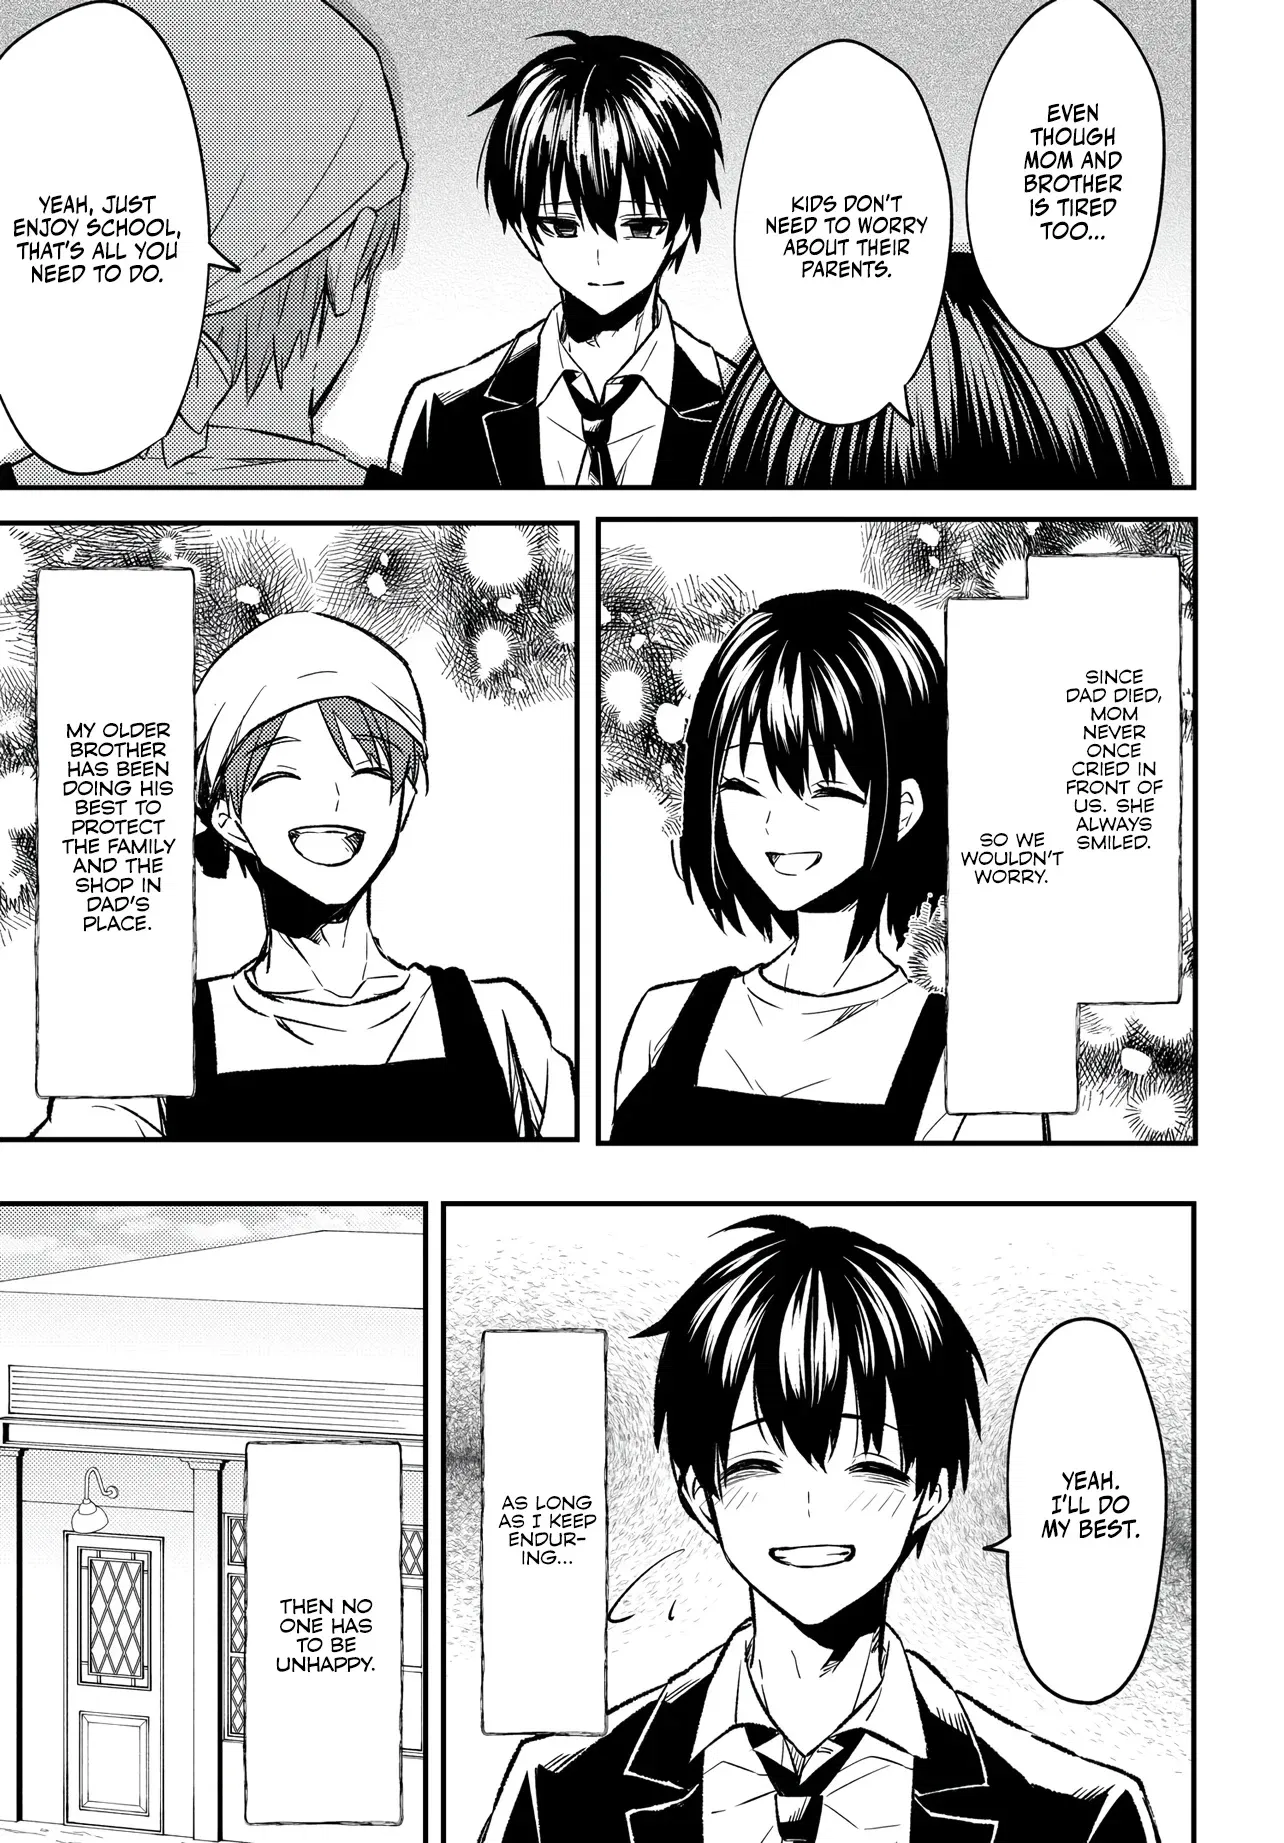 EVEN
THOUGH
MOM AND
BROTHER
IS TIRED
TOO...
KIDS DON'T
NEED TO WORRY
ABOUT THEIR
PARENTS.
YEAH, JUST
ENJOY SCHOOL,
THAT'S ALL YOU
NEED TO DO.
SINCE
DAD DIED,
MOM
NEVER
ONCE
CRIED IN
FRONT OF
US. SHE
ALWAYS
SMILED.
SO WE
WOULDN'T
WORRY.
MY OLDER
BROTHER
HAS BEEN
DOING HIS
BEST TO
PROTECT
THE FAMILY
AND THE
SHOP IN
DAD'S
PLACE.
YEAH.
I'LL DO
MY BEST.
AS LONG
AS I KEEP
ENDUR-
ING...
THEN NO
ONE HAS
TO BE
UNHAPPY.